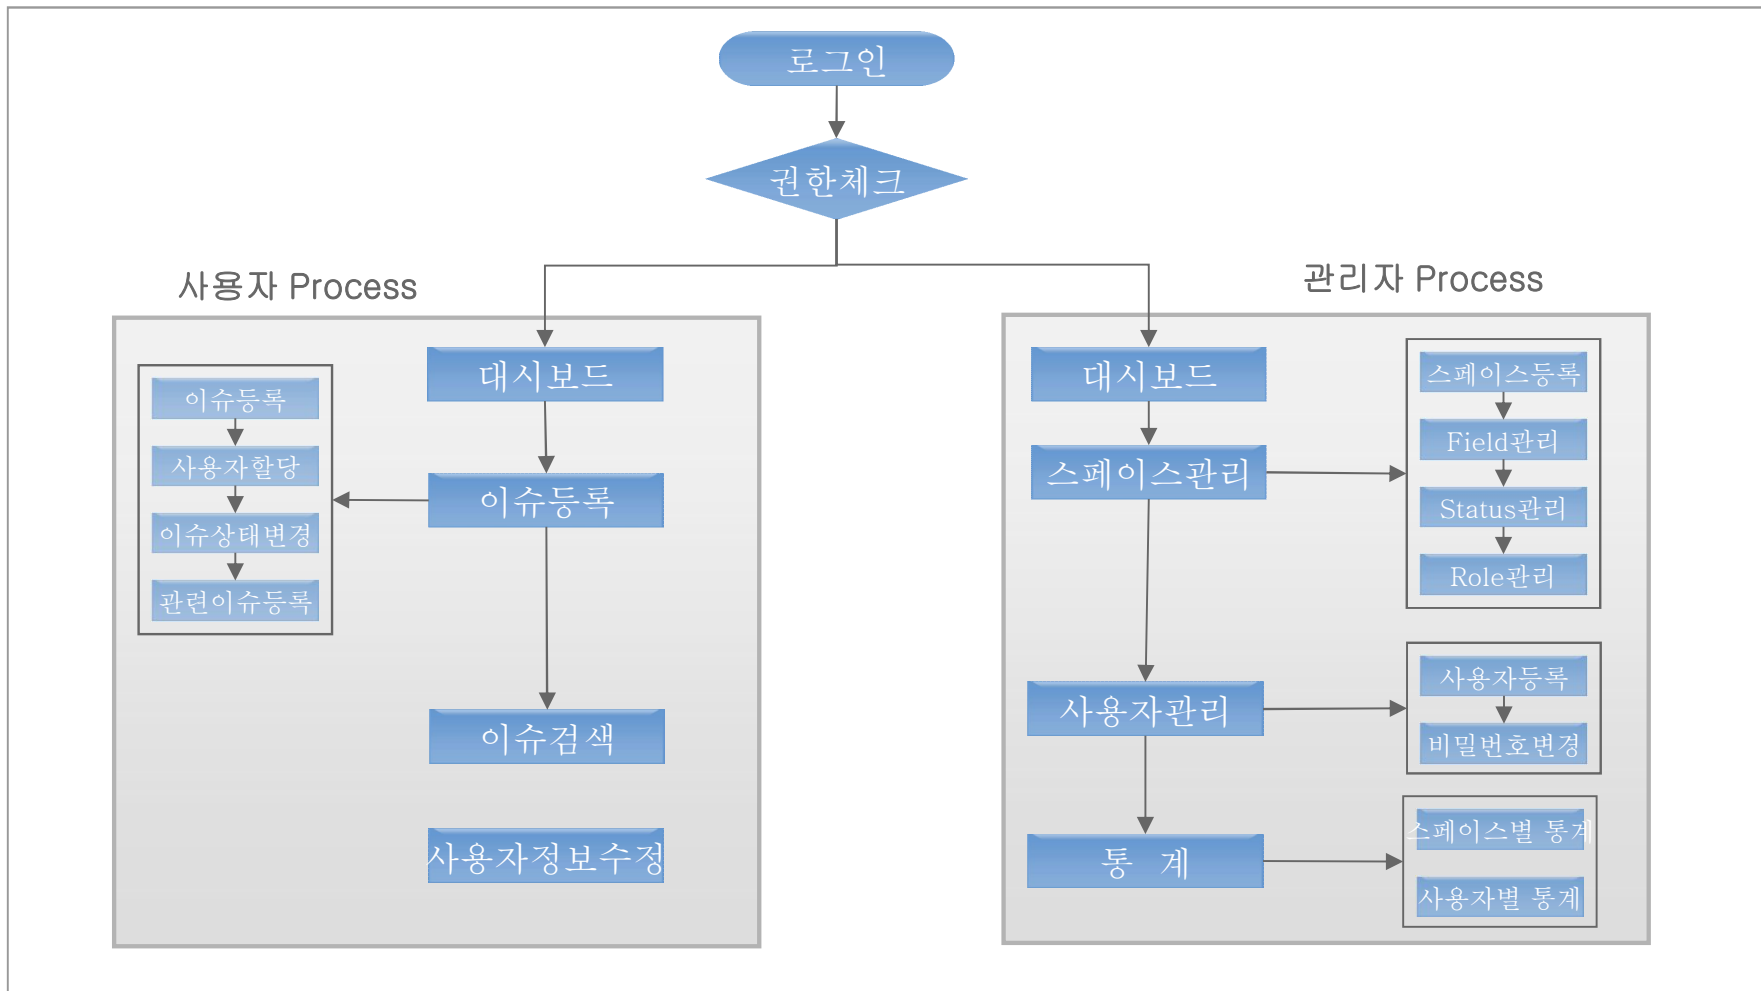 로그인
권한체크
사용자 Process
대시보드
이슈등록
이슈등록
사용자할당
이슈상태변경
관련이슈등록
이슈검색
사용자정보수정
관리자 Process
대시보드
스페이스관리
스페이스등록
Field관리
Status관리
Role관리
사용자관리
사용자등록
비밀번호변경
통 계
스페이스별 통계
사용자별 통계